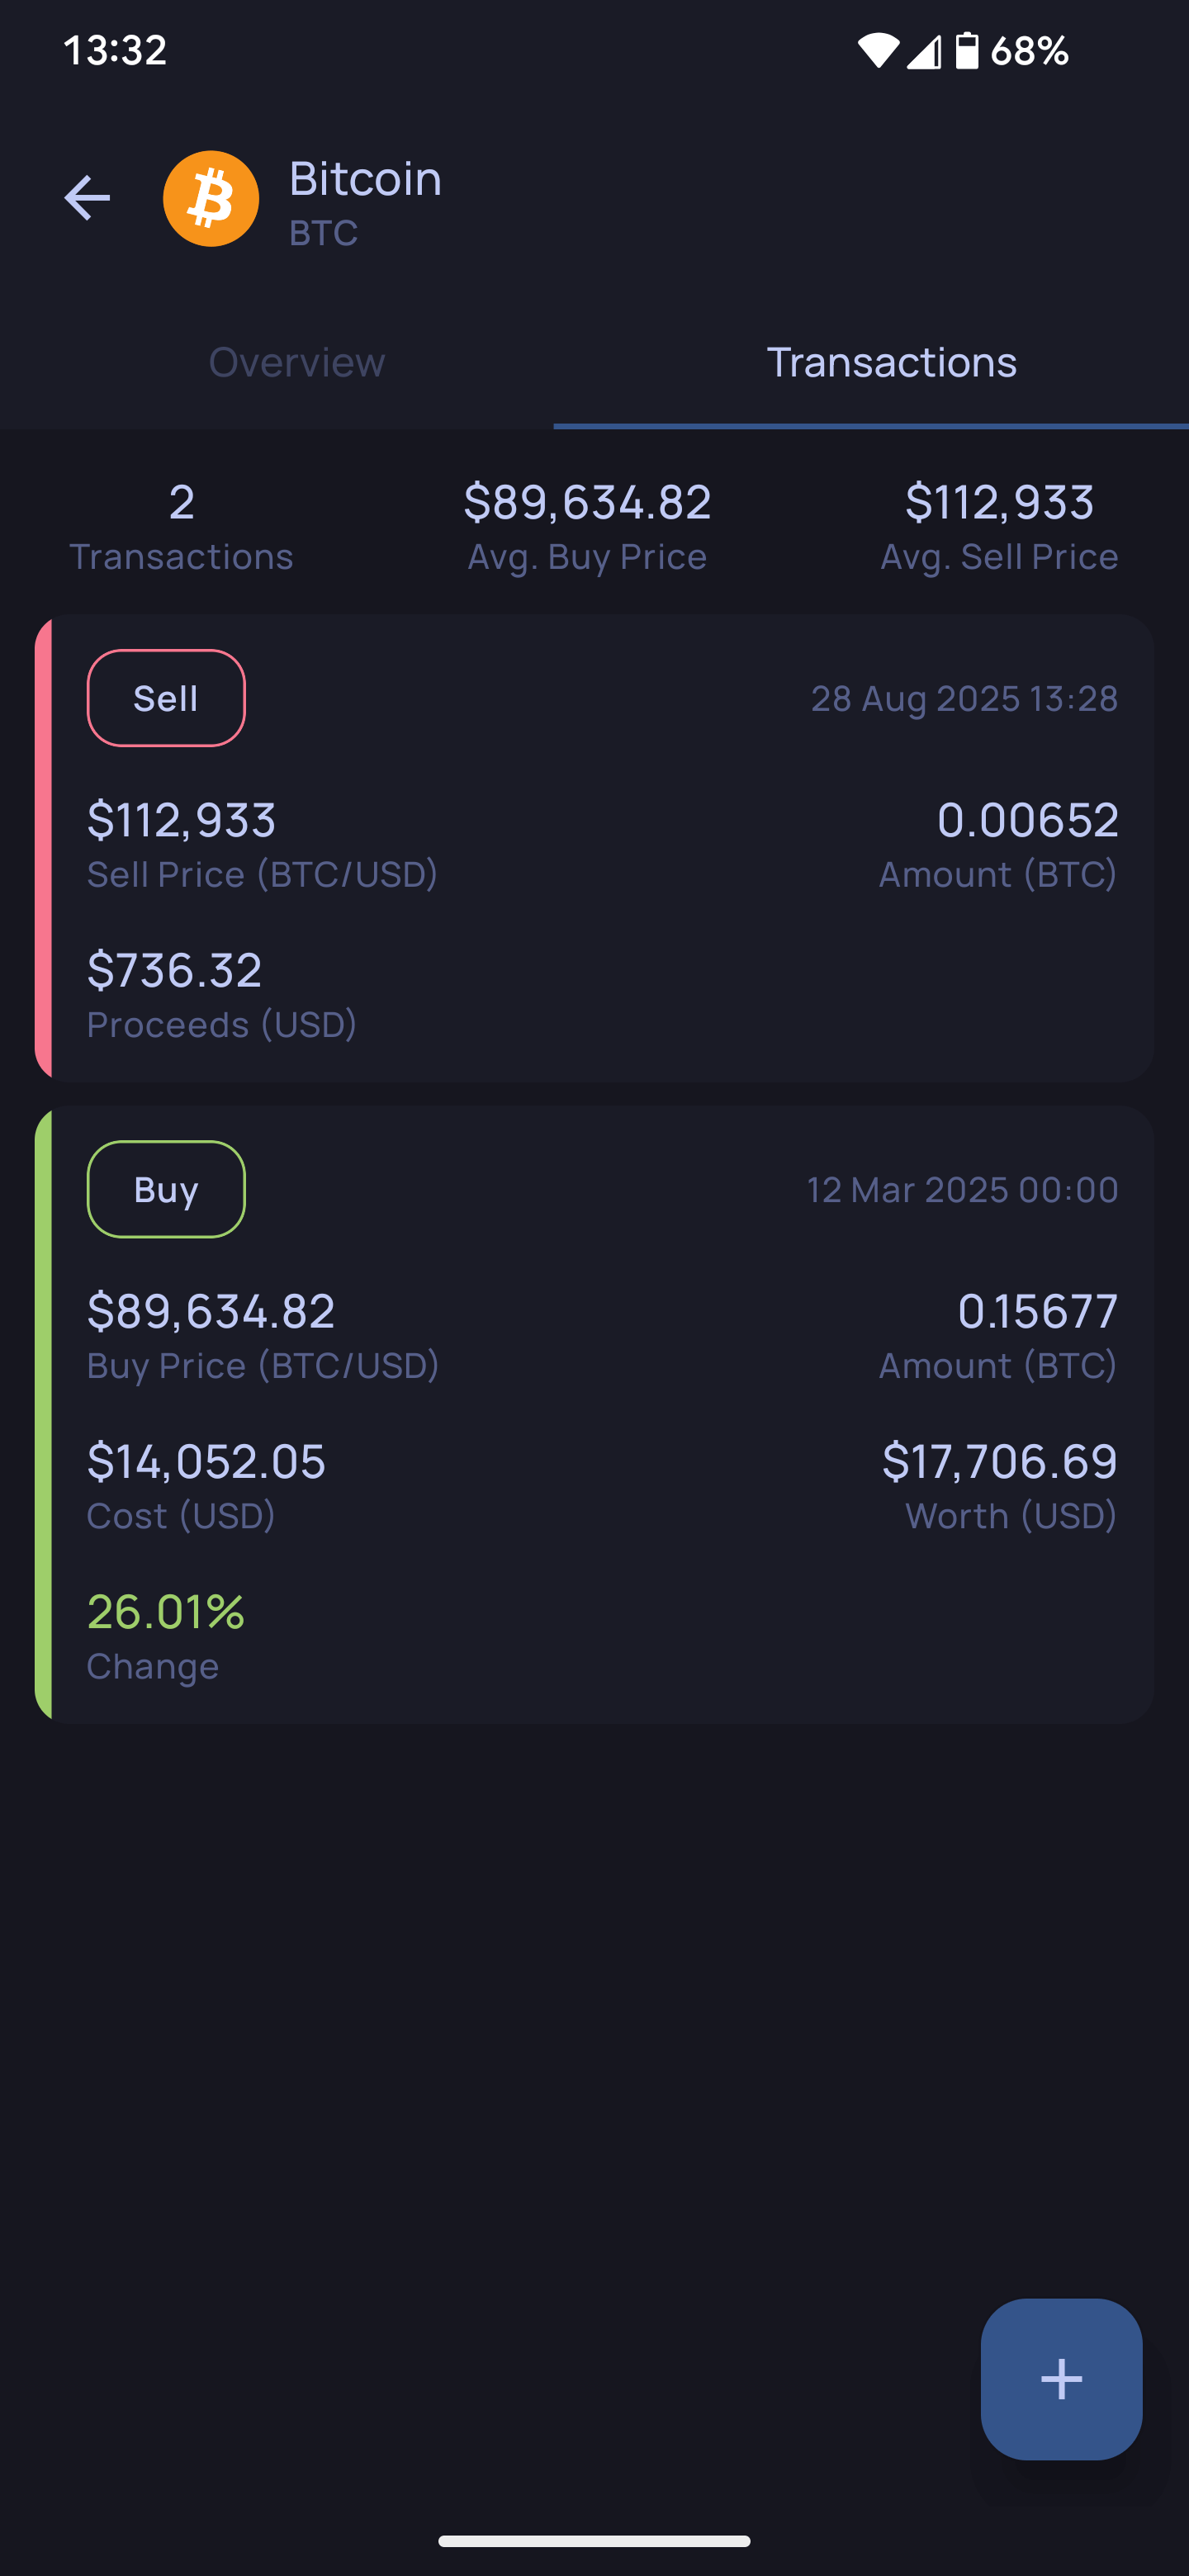 13:32
68%
Bitcoin
BTC
Overview
Transactions
2
Transactions
$89,634.82
Avg. Buy Price
$112,933
Avg. Sell Price
Sell
28 Aug 2025 13:28
$112,933
Sell Price (BTC/USD)
0.00652
Amount (BTC)
$736.32
Proceeds (USD)
Buy
12 Mar 2025 00:00
$89,634.82
Buy Price (BTC/USD)
0.15677
Amount (BTC)
$14,052.05
Cost (USD)
$17,706.69
Worth (USD)
26.01%
Change